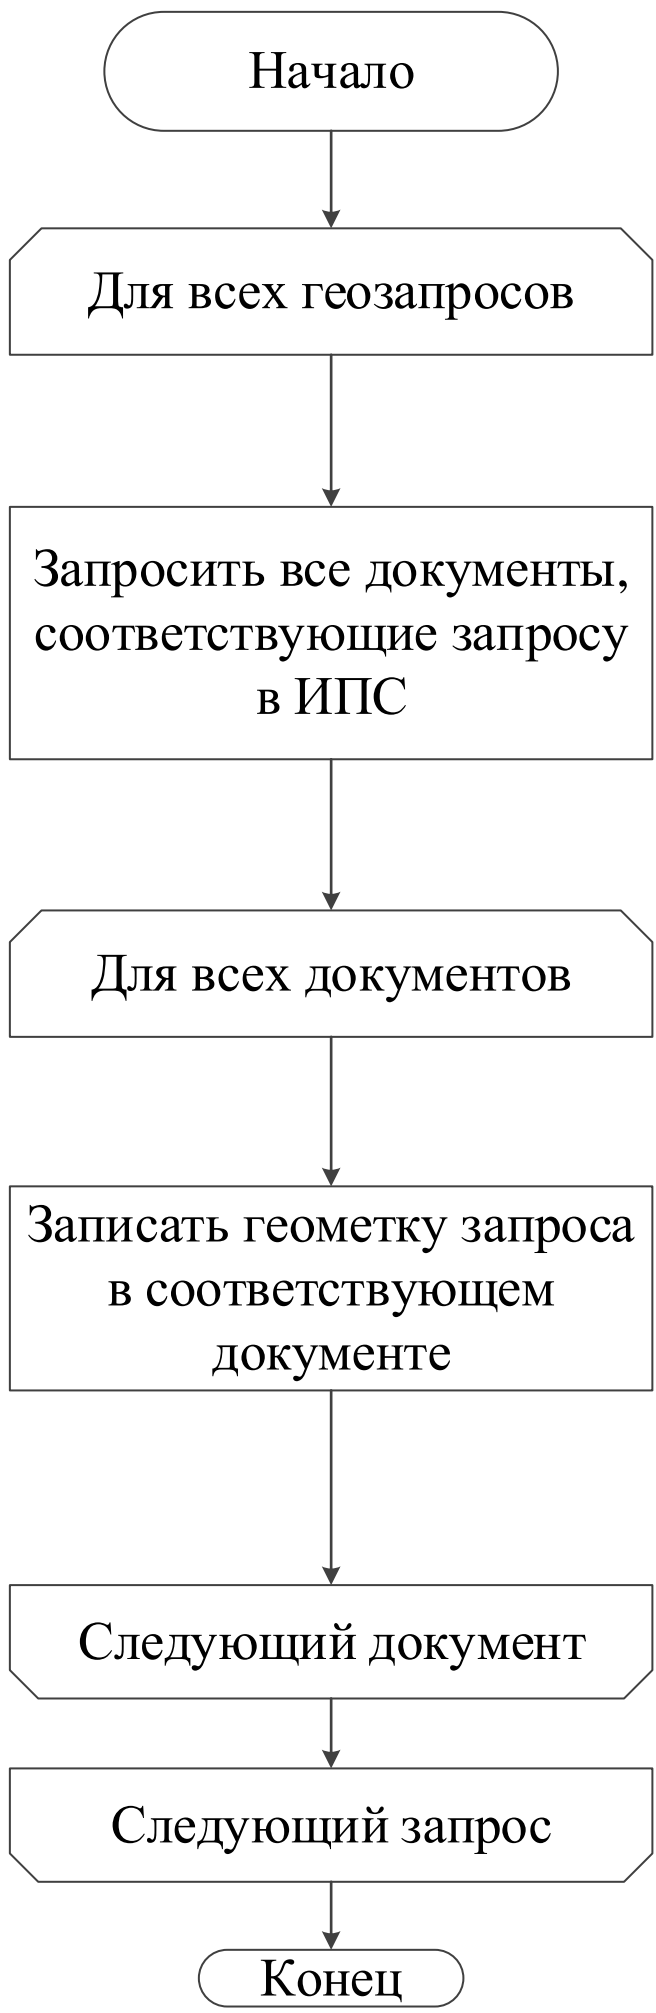 Начало
Для всех геозапросов
Запросить все документы,
соответствующие запросу
в ИПС
Для всех документов
Записать геометку запроса
в соответствующем
документе
Следующий документ
Следующий запрос
Конец